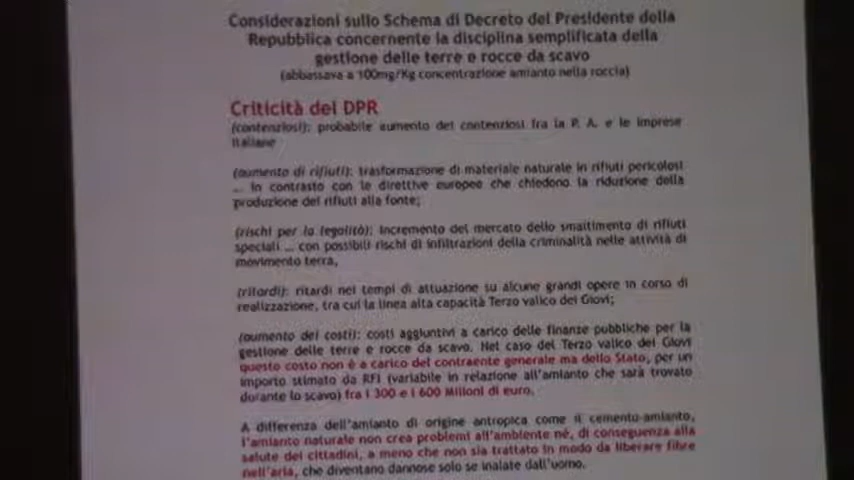 Considerazioni sullo Schema di Decreto del Presidente della
Repubblica concernente la disciplina semplificata della
gestione delle terre e rocce da scavo
(abbassava a 100mg/Kg concentrazione amianto nella roccia)
Criticità del DPR
(contenziosi): probabile aumento dei contenziosi fra la P. A. e le imprese
italiane
(aumento di rifiuti): trasformazione di materiale naturale in rifiuti pericolosi
... in contrasto con le direttive europee che chiedono la riduzione della
produzione dei rifiuti alla fonte;
(rischi per la legalità): incremento del mercato dello smaltimento di rifiuti
speciali ... con possibili rischi di infiltrazioni della criminalità nelle attività di
movimento terra,
(ritardi): ritardi nei tempi di attuazione su alcune grandi opere in corso di
realizzazione, tra cui la linea alta capacità Terzo valico dei Giovi;
(aumento dei costi): costi aggiuntivi a carico delle finanze pubbliche per la
gestione delle terre e rocce da scavo. Nel caso del Terzo valico dei Giovi
questo costo non è a carico del contraente generale ma dello Stato, per un
importo stimato da RFI (variabile in relazione all'amianto che sarà trovato
durante lo scavo) fra i 300 e i 600 Milioni di euro.
A differenza dell'amianto di origine antropica come il cemento-amianto,
l'amianto naturale non crea problemi all'ambiente né, di conseguenza alla
salute dei cittadini, a meno che non sia trattato in modo da liberare fibre
nell'aria, che diventano dannose solo se inalate dall'uomo.